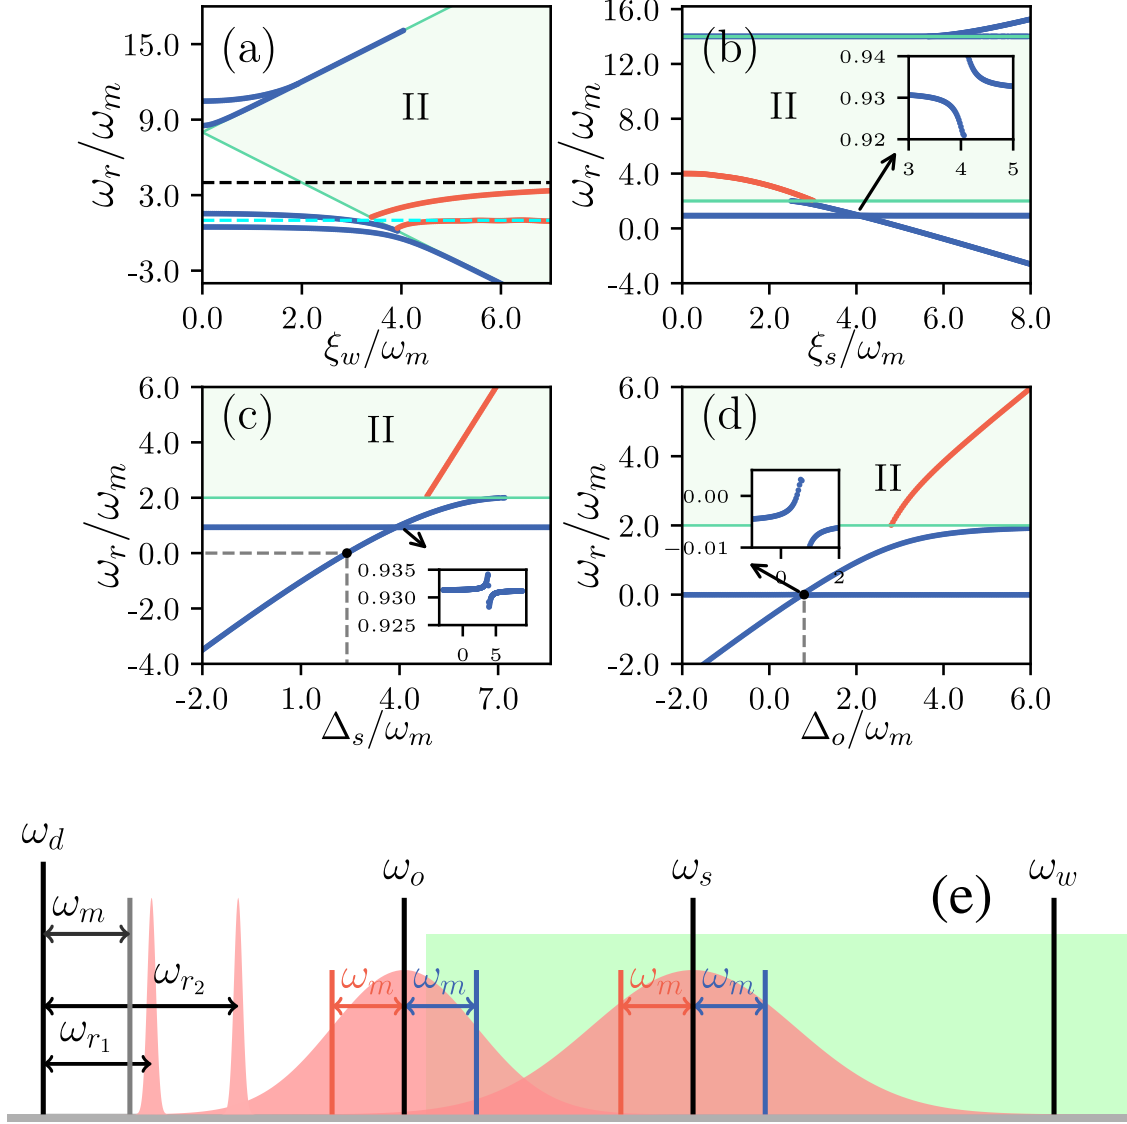 (a)
II
15.0
9.0
3.0
-3.0
ω_r/ω_m
0.0 2.0 4.0 6.0
ξ_w/ω_m
(b)
II
16.0
12.0
8.0
4.0
0.0
-4.0
ω_r/ω_m
0.94
0.93
0.92
3 4 5
0.0 2.0 4.0 6.0 8.0
ξ_s/ω_m
(c)
II
6.0
4.0
2.0
0.0
-2.0
-4.0
ω_r/ω_m
0.935
0.930
0.925
0 5
-2.0 1.0 4.0 7.0
Δ_s/ω_m
(d)
II
6.0
4.0
2.0
0.0
-2.0
ω_r/ω_m
0.00
−0.01
0 2
-2.0 0.0 2.0 4.0 6.0
Δ_o/ω_m
ω_d
ω_o
ω_s
(e)
ω_w
ω_m
ω_{r_2}
ω_{r_1}
ω_m ω_m
ω_m ω_m